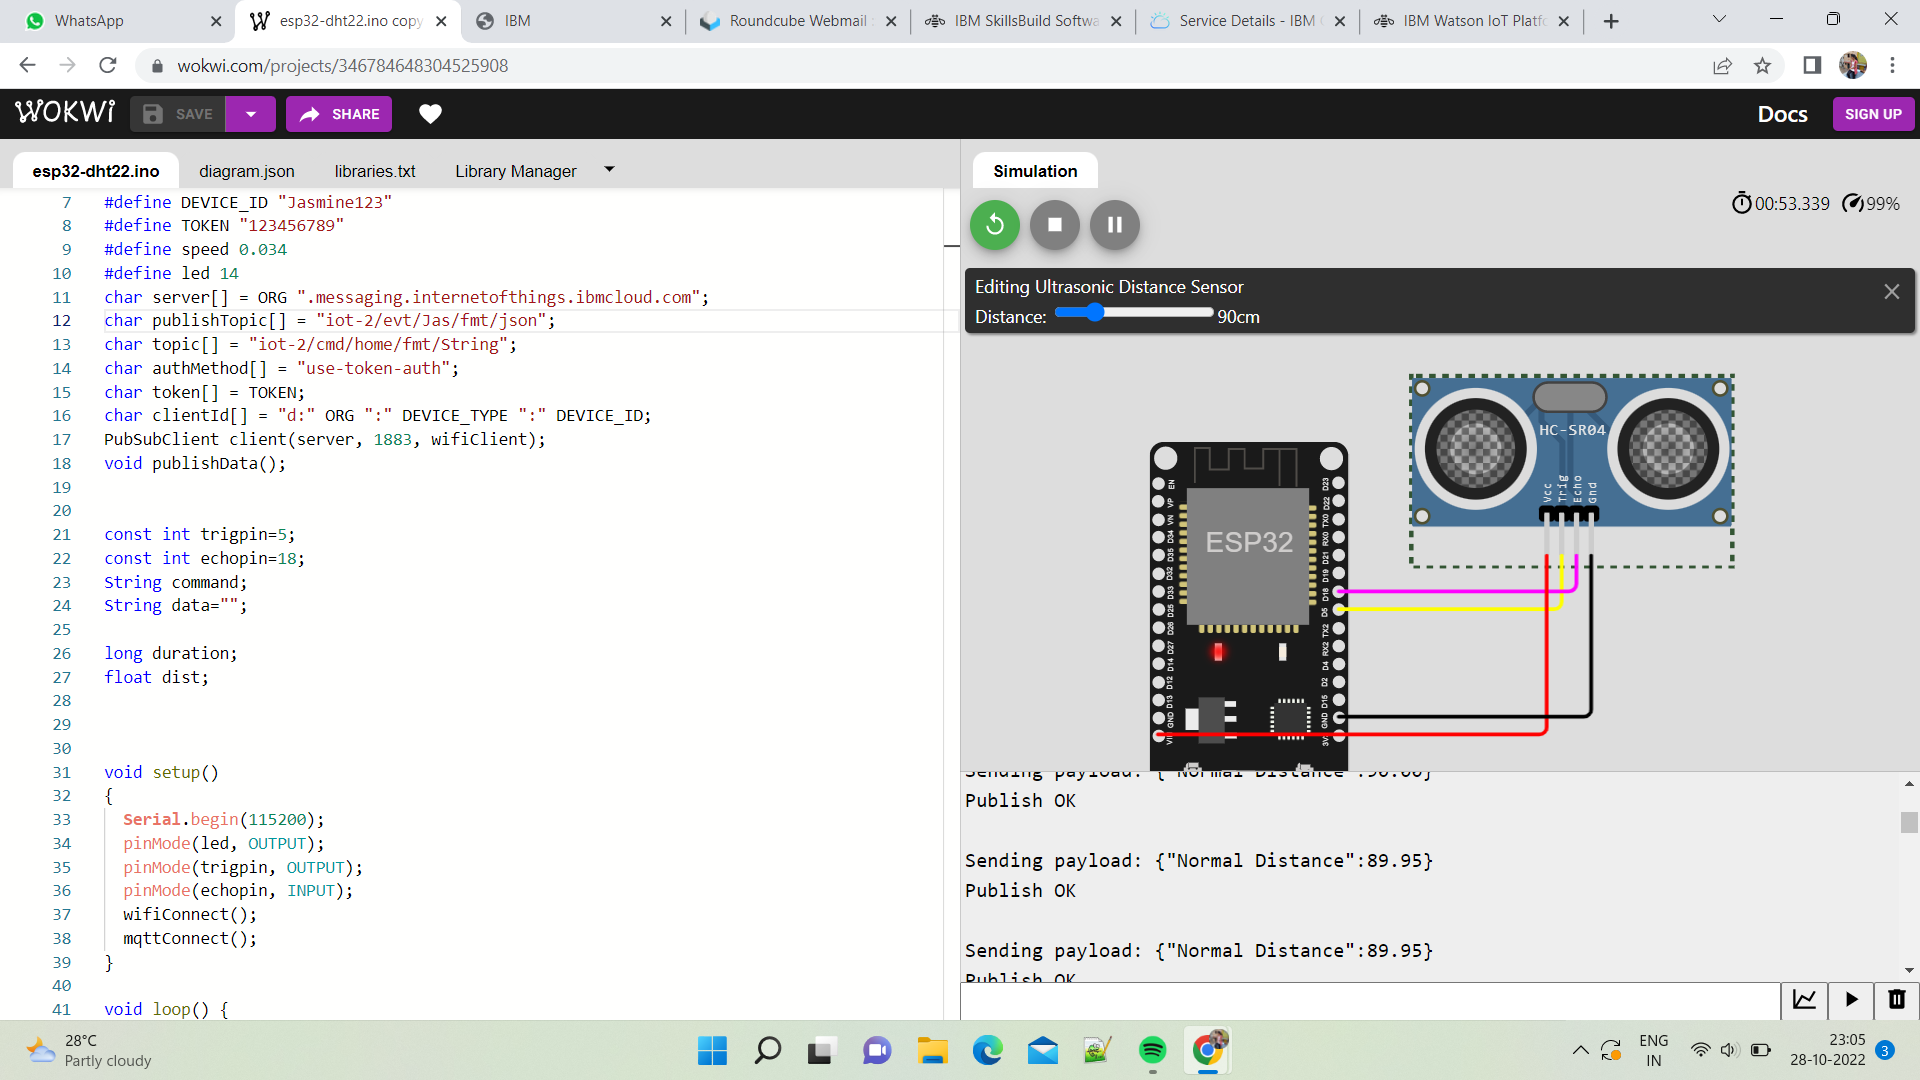 WhatsApp
esp32-dht22.ino copy
IBM
Roundcube Webmail
IBM SkillsBuild Softwa
Service Details - IBM
IBM Watson IoT Platfo
wokwi.com/projects/346784648304525908
WOKWI
SAVE
SHARE
Docs
SIGN UP
esp32-dht22.ino
diagram.json
libraries.txt
Library Manager
7 #define DEVICE_ID "Jasmine123"
8 #define TOKEN "123456789"
9 #define speed 0.034
10 #define led 14
11 char server[] = ORG ".messaging.internetofthings.ibmcloud.com";
12 char publishTopic[] = "iot-2/evt/Jas/fmt/json";
13 char topic[] = "iot-2/cmd/home/fmt/String";
14 char authMethod[] = "use-token-auth";
15 char token[] = TOKEN;
16 char clientId[] = "d:" ORG ":" DEVICE_TYPE ":" DEVICE_ID;
17 PubSubClient client(server, 1883, wifiClient);
18 void publishData();
19
20
21 const int trigpin=5;
22 const int echopin=18;
23 String command;
24 String data="";
25
26 long duration;
27 float dist;
28
29
30
31 void setup()
32 {
33 Serial.begin(115200);
34 pinMode(led, OUTPUT);
35 pinMode(trigpin, OUTPUT);
36 pinMode(echopin, INPUT);
37 wifiConnect();
38 mqttConnect();
39 }
40
41 void loop() {
Simulation
00:53.339 99%
Editing Ultrasonic Distance Sensor
Distance: 90cm
HC-SR04
Vcc
Trig
Echo
Gnd
ESP32
EN
VP
VN
D34
D35
D32
D33
D25
D26
D27
D14
D12
D13
GND
VIN
D23
D22
TX0
RX0
D21
D19
D18
D5
TX2
RX2
D4
D2
D15
GND
3V3
Sending payload: {"Normal Distance":90.00}
Publish OK
Sending payload: {"Normal Distance":89.95}
Publish OK
Sending payload: {"Normal Distance":89.95}
Publish OK
28°C
Partly cloudy
ENG
IN
23:05
28-10-2022
3